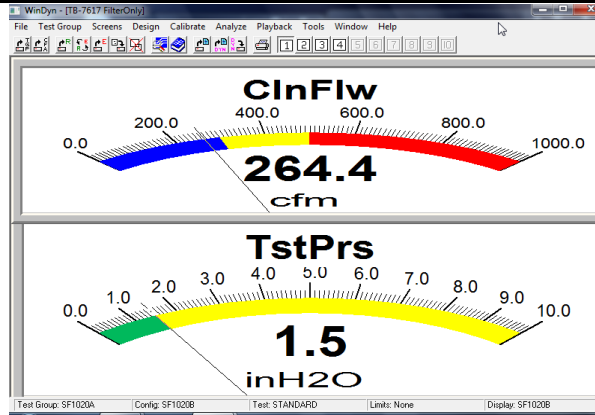 WinDyn - [TB-7617 FilterOnly]
File Test Group Screens Design Calibrate Analyze Playback Tools Window Help
1 2 3 4 5 6 7 8 9 10
ClnFlw
0.0 200.0 400.0 600.0 800.0 1000.0
264.4
cfm
TstPrs
0.0 1.0 2.0 3.0 4.0 5.0 6.0 7.0 8.0 9.0 10.0
1.5
inH2O
Test Group: SF1020A Config: SF1020B Test: STANDARD Limits: None Display: SF1020B